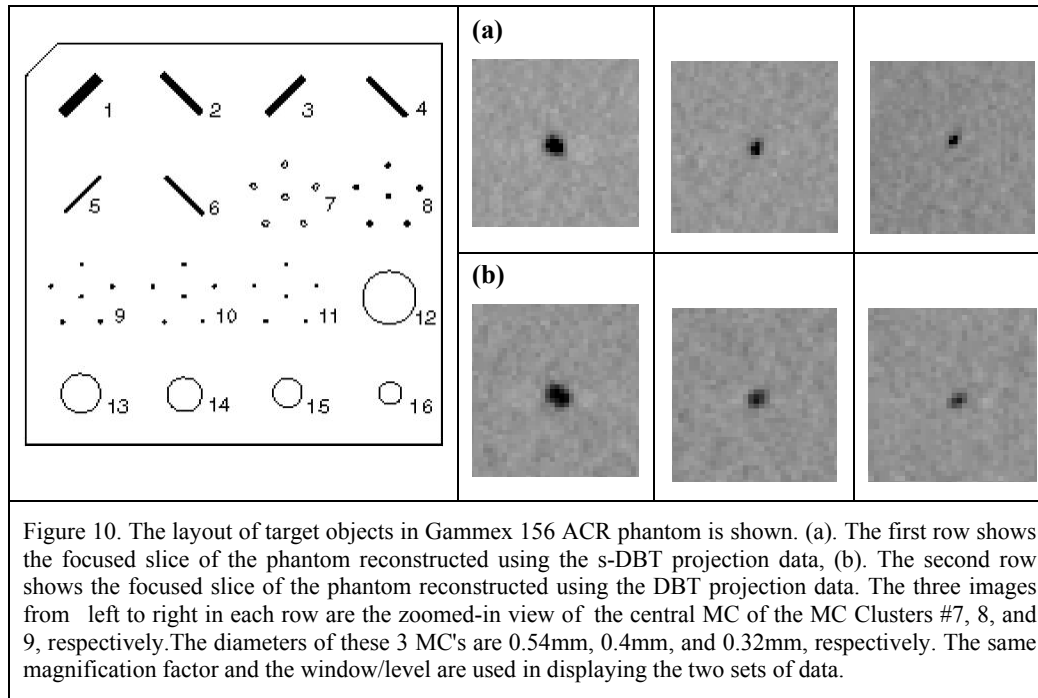 (a)
1 2 3 4
5 6 7 8
9 10 11 12
13 14 15 16
(b)
Figure 10. The layout of target objects in Gammex 156 ACR phantom is shown. (a). The first row shows
the focused slice of the phantom reconstructed using the s-DBT projection data, (b). The second row
shows the focused slice of the phantom reconstructed using the DBT projection data. The three images
from left to right in each row are the zoomed-in view of the central MC of the MC Clusters #7, 8, and
9, respectively.The diameters of these 3 MC's are 0.54mm, 0.4mm, and 0.32mm, respectively. The same
magnification factor and the window/level are used in displaying the two sets of data.